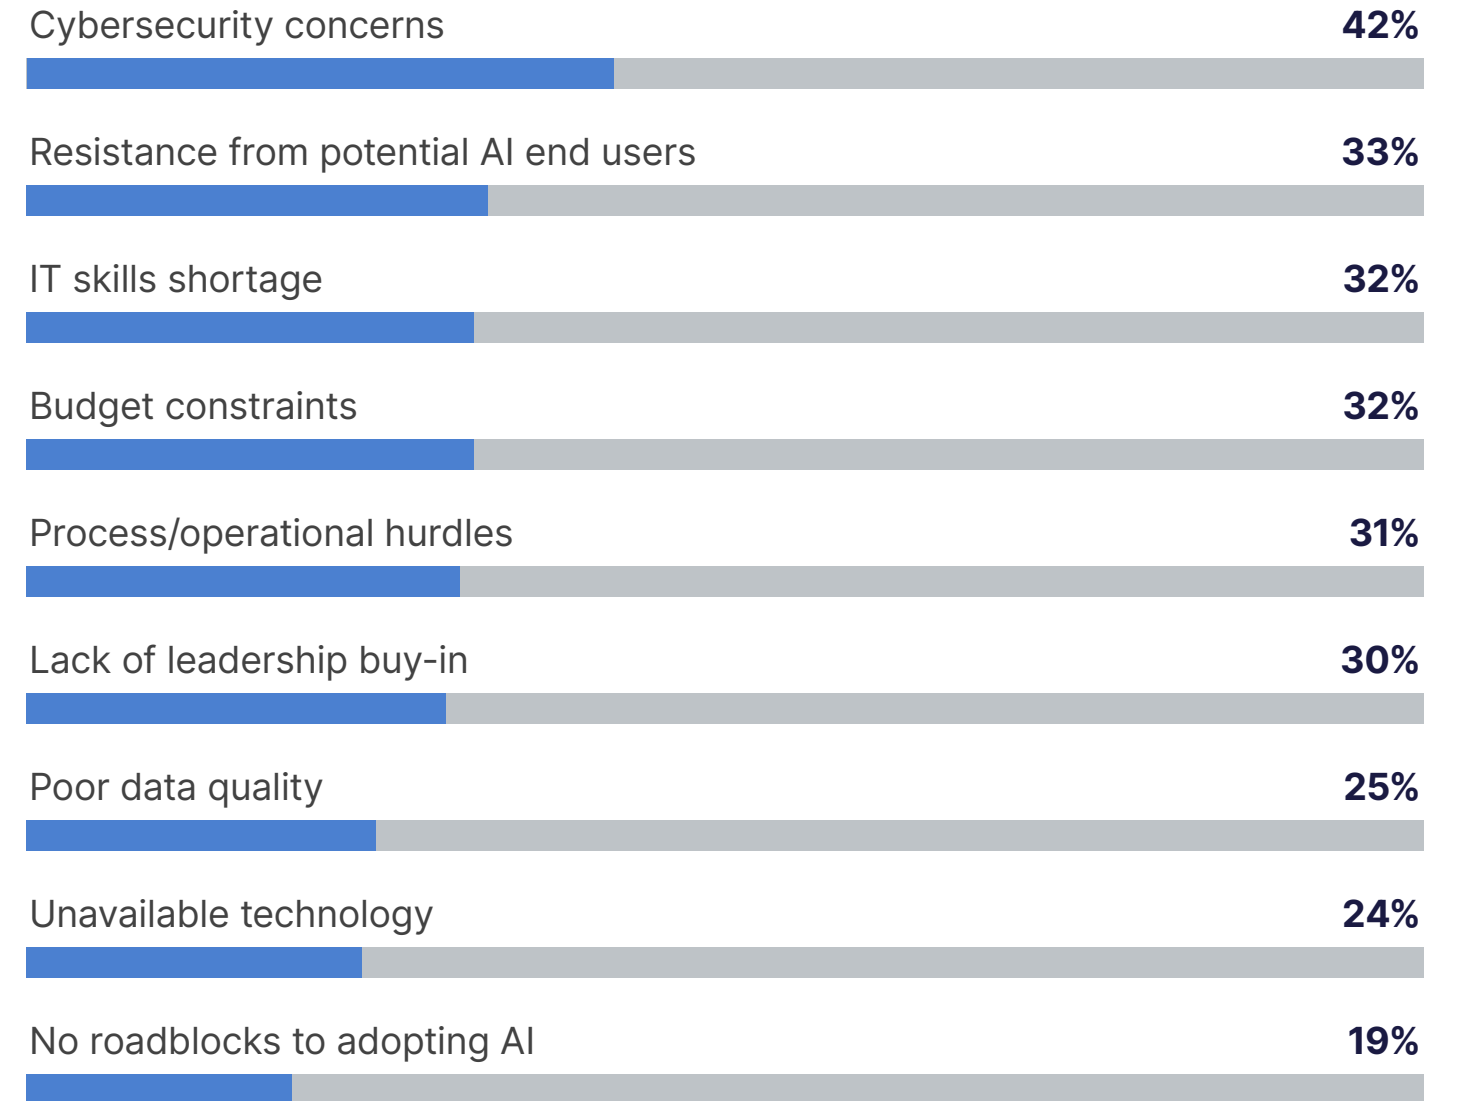 Cybersecurity concerns 42%
Resistance from potential AI end users 33%
IT skills shortage 32%
Budget constraints 32%
Process/operational hurdles 31%
Lack of leadership buy-in 30%
Poor data quality 25%
Unavailable technology 24%
No roadblocks to adopting AI 19%